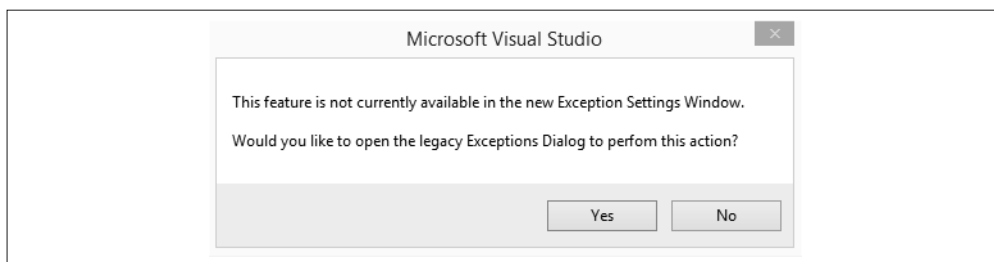 Microsoft Visual Studio
This feature is not currently available in the new Exception Settings Window.
Would you like to open the legacy Exceptions Dialog to perfom this action?
Yes
No